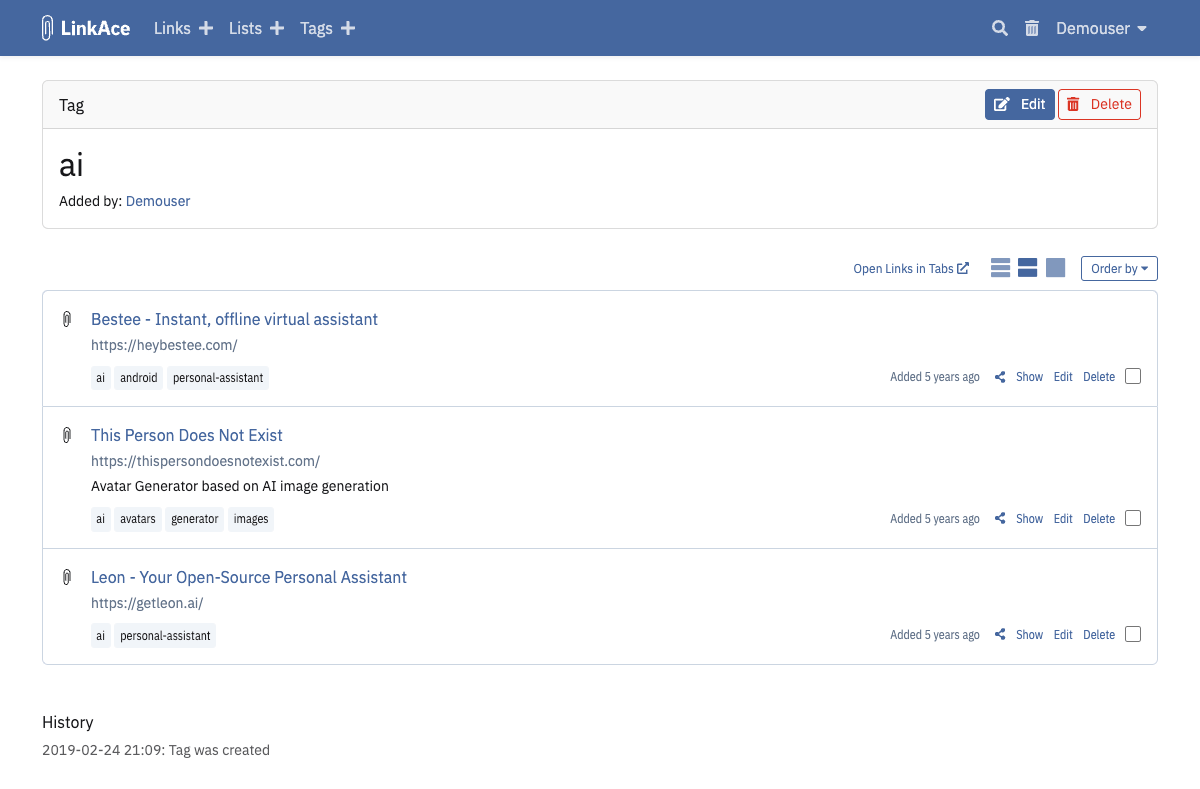 LinkAce Links Lists Tags Demouser
Tag Edit Delete
ai
Added by: Demouser
Open Links in Tabs Order by
Bestee - Instant, offline virtual assistant
https://heybestee.com/
ai android personal-assistant Added 5 years ago Show Edit Delete
This Person Does Not Exist
https://thispersondoesnotexist.com/
Avatar Generator based on AI image generation
ai avatars generator images Added 5 years ago Show Edit Delete
Leon - Your Open-Source Personal Assistant
https://getleon.ai/
ai personal-assistant Added 5 years ago Show Edit Delete
History
2019-02-24 21:09: Tag was created